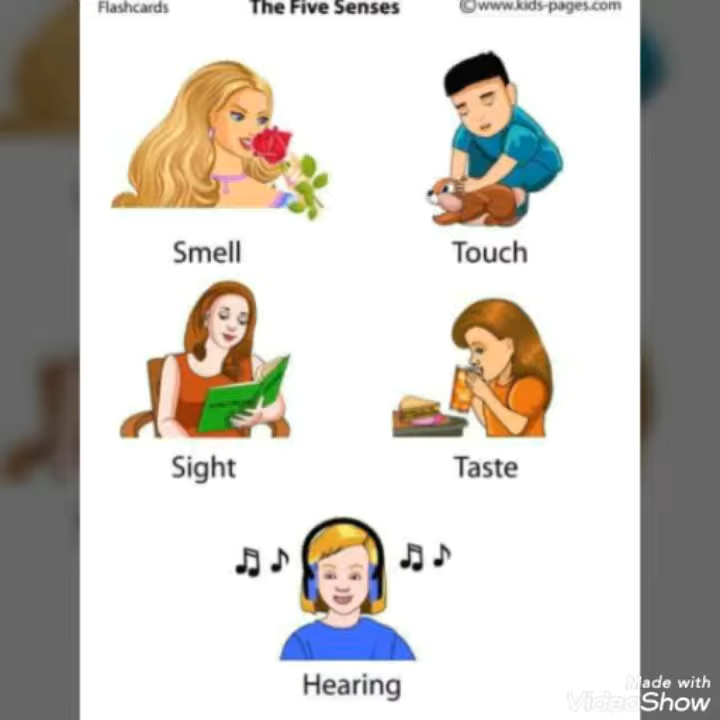 Flashcards The Five Senses ©www.kids-pages.com
Smell Touch
Sight Taste
Hearing
Made with
VideoShow